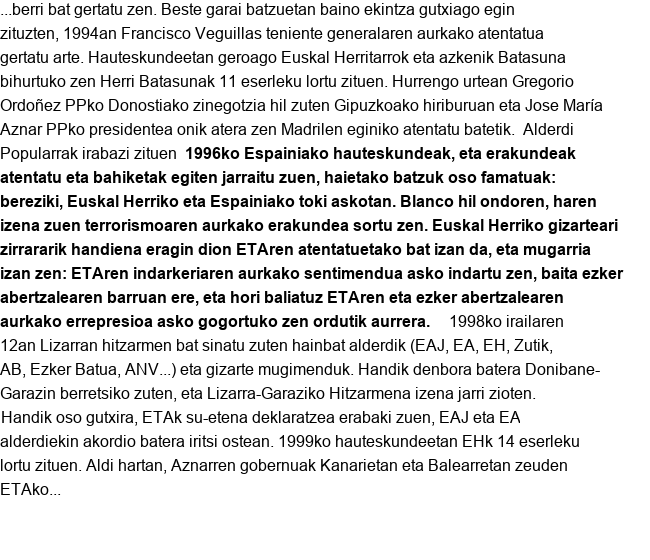 ...berri bat gertatu zen. Beste garai batzuetan baino ekintza gutxiago egin
zituzten, 1994an Francisco Veguillas teniente generalaren aurkako atentatua
gertatu arte. Hauteskundeetan geroago Euskal Herritarrok eta azkenik Batasuna
bihurtuko zen Herri Batasunak 11 eserleku lortu zituen. Hurrengo urtean Gregorio
Ordoñez PPko Donostiako zinegotzia hil zuten Gipuzkoako hiriburuan eta Jose María
Aznar PPko presidentea onik atera zen Madrilen eginiko atentatu batetik. Alderdi
Popularrak irabazi zituen 1996ko Espainiako hauteskundeak, eta erakundeak
atentatu eta bahiketak egiten jarraitu zuen, haietako batzuk oso famatuak:
bereziki, Euskal Herriko eta Espainiako toki askotan. Blanco hil ondoren, haren
izena zuen terrorismoaren aurkako erakundea sortu zen. Euskal Herriko gizarteari
zirrararik handiena eragin dion ETAren atentatuetako bat izan da, eta mugarria
izan zen: ETAren indarkeriaren aurkako sentimendua asko indartu zen, baita ezker
abertzalearen barruan ere, eta hori baliatuz ETAren eta ezker abertzalearen
aurkako errepresioa asko gogortuko zen ordutik aurrera. 1998ko irailaren
12an Lizarran hitzarmen bat sinatu zuten hainbat alderdik (EAJ, EA, EH, Zutik,
AB, Ezker Batua, ANV...) eta gizarte mugimenduk. Handik denbora batera Donibane-
Garazin berretsiko zuten, eta Lizarra-Garaziko Hitzarmena izena jarri zioten.
Handik oso gutxira, ETAk su-etena deklaratzea erabaki zuen, EAJ eta EA
alderdiekin akordio batera iritsi ostean. 1999ko hauteskundeetan EHk 14 eserleku
lortu zituen. Aldi hartan, Aznarren gobernuak Kanarietan eta Balearretan zeuden
ETAko...